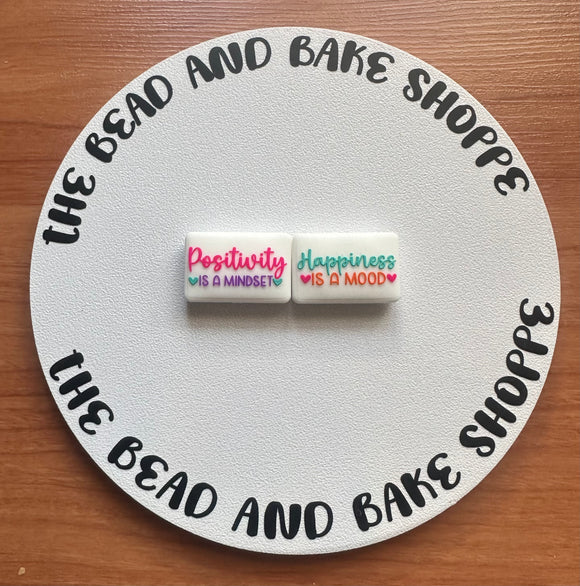 THE BEAD AND BAKE SHOPPE
Positivity
IS A MINDSET
Happiness
IS A MOOD
THE BEAD AND BAKE SHOPPE